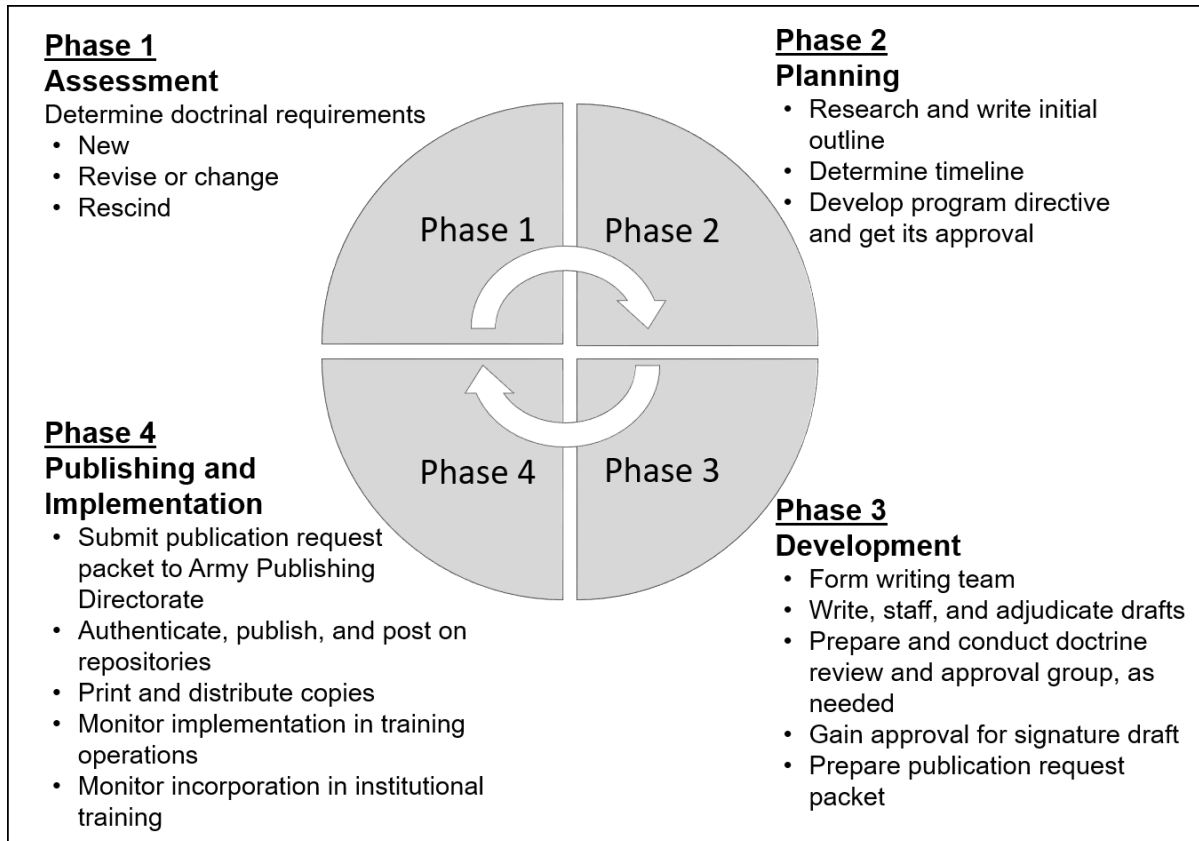 Phase 1
Assessment
Determine doctrinal requirements
• New
• Revise or change
• Rescind
Phase 2
Planning
• Research and write initial
outline
• Determine timeline
• Develop program directive
and get its approval
Phase 1
Phase 2
Phase 4
Phase 3
Phase 4
Publishing and
Implementation
• Submit publication request
packet to Army Publishing
Directorate
• Authenticate, publish, and post on
repositories
• Print and distribute copies
• Monitor implementation in training
operations
• Monitor incorporation in institutional
training
Phase 3
Development
• Form writing team
• Write, staff, and adjudicate drafts
• Prepare and conduct doctrine
review and approval group, as
needed
• Gain approval for signature draft
• Prepare publication request
packet